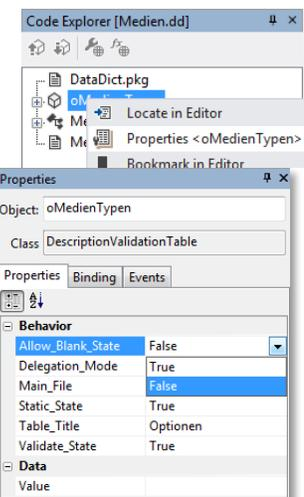 Code Explorer [Medien.dd]
DataDict.pkg
oM
Me Locate in Editor
Me Properties <oMedienTypen>
Bookmark in Editor
Properties
Object: oMedienTypen
Class DescriptionValidationTable
Properties Binding Events
Behavior
Allow_Blank_State False
Delegation_Mode True
Main_File False
Static_State True
Table_Title Optionen
Validate_State True
Data
Value